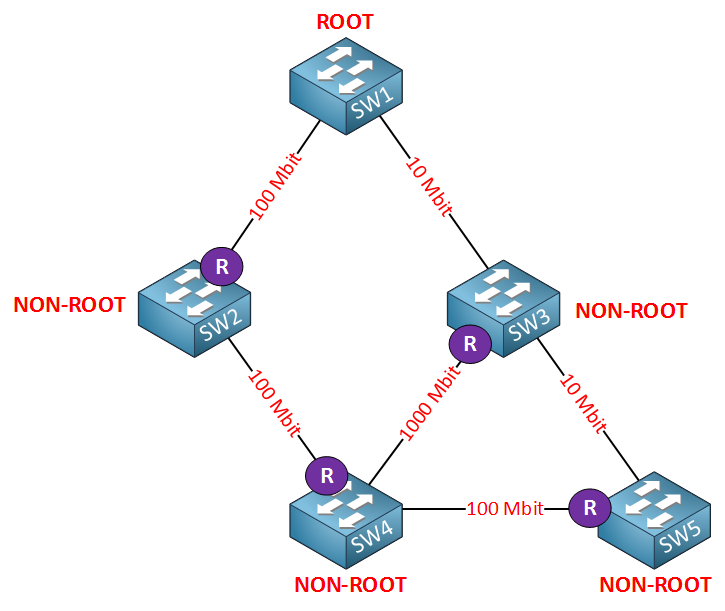 ROOT
SW1
100 Mbit
10 Mbit
R
NON-ROOT
SW2
SW3
NON-ROOT
R
100 Mbit
1000 Mbit
10 Mbit
R
SW4
100 Mbit
R
SW5
NON-ROOT
NON-ROOT